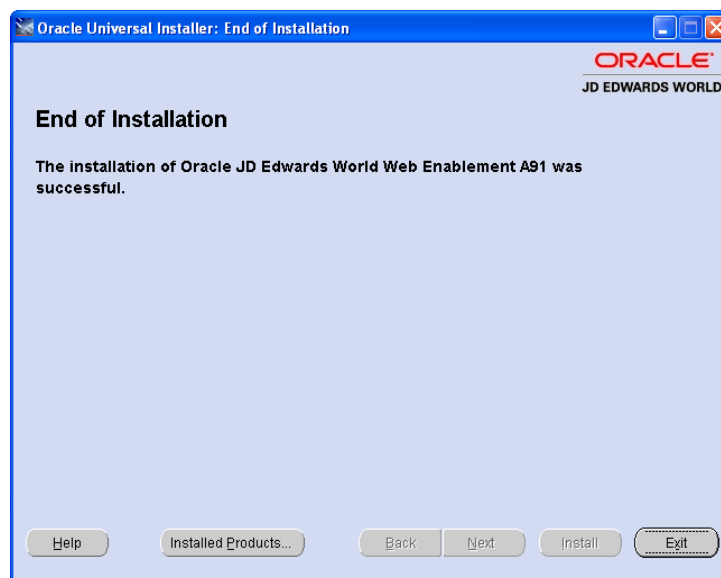 Oracle Universal Installer: End of Installation
ORACLE
JD EDWARDS WORLD
End of Installation
The installation of Oracle JD Edwards World Web Enablement A91 was
successful.
Help Installed Products... Back Next Install Exit